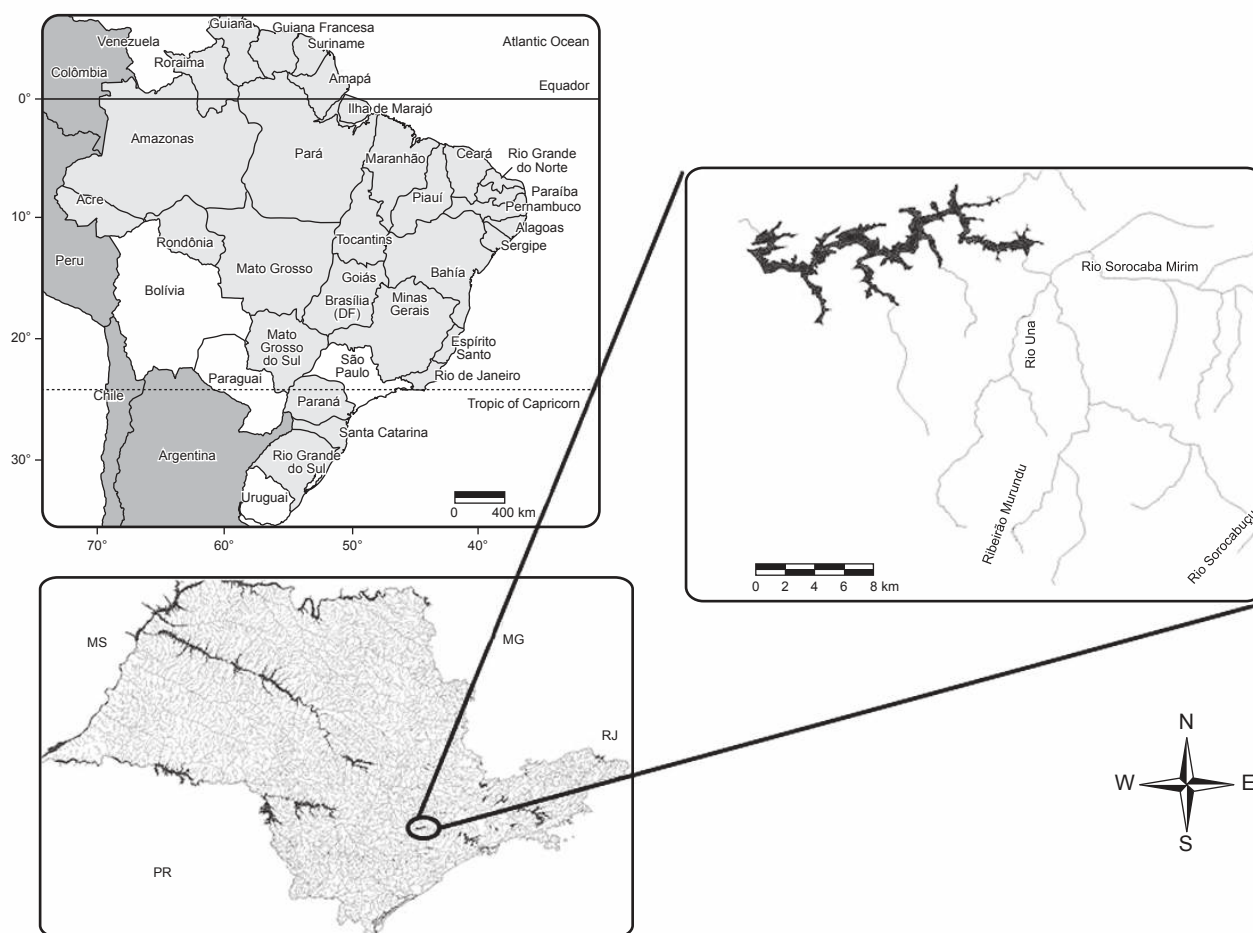 Guiana
Guiana Francesa
Suriname
Venezuela
Atlantic Ocean
Roraima
Colômbia
Amapá
Equador
0°
Ilha de Marajó
Amazonas
Pará
Maranhão
Ceará
Rio Grande
do Norte
Acre
Piauí
Paraíba
Pernambuco
10°
Alagoas
Sergipe
Rondônia
Tocantins
Peru
Mato Grosso
Goiás
Bahía
Bolívia
Brasília
(DF)
Minas
Gerais
20°
Mato
Grosso
do Sul
São
Paulo
Espírito
Santo
Paraguai
Rio de Janeiro
Chile
Paraná
Tropic of Capricorn
Santa Catarina
Argentina
Rio Grande
do Sul
30°
Uruguai
0 400 km
70° 60° 50° 40°
Rio Sorocaba Mirim
Rio Una
Ribeirão Murundu
Rio Sorocabuçu
0 2 4 6 8 km
MS
MG
RJ
PR
N
W E
S